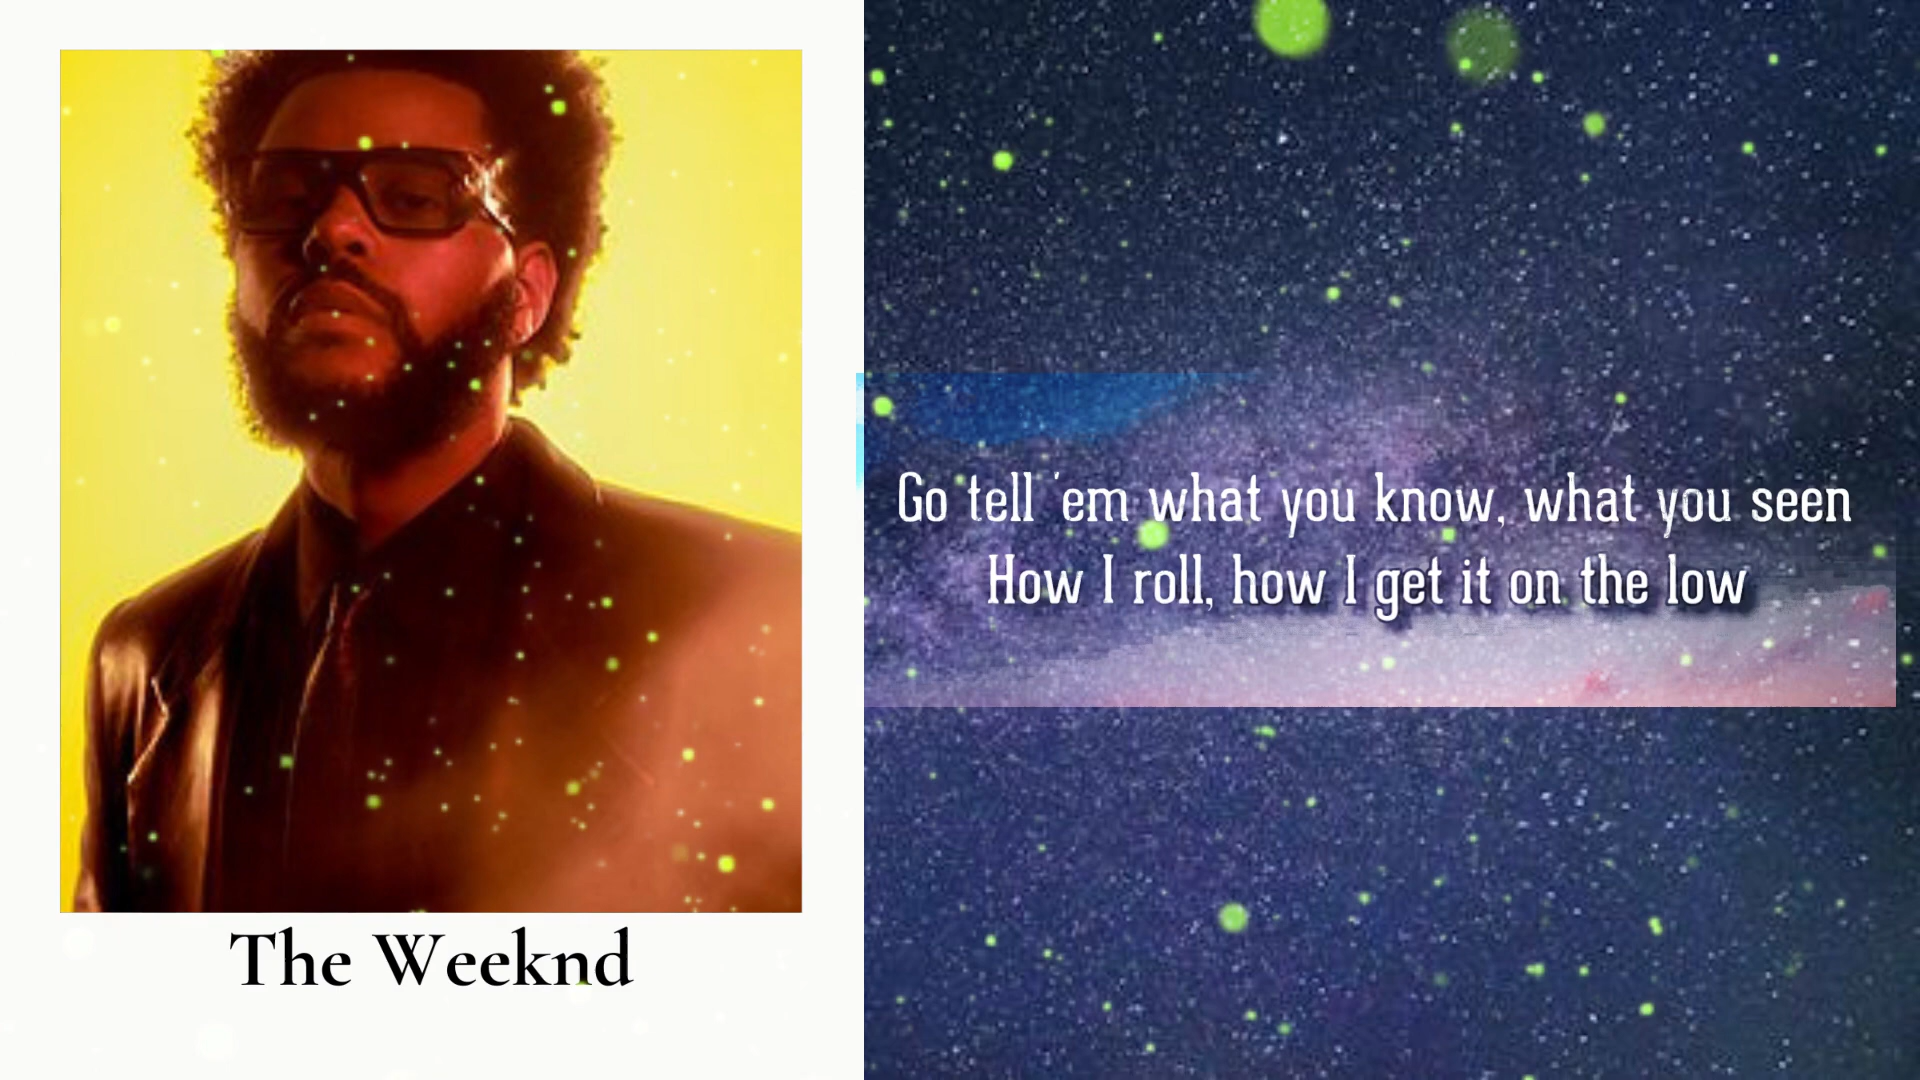 Go tell 'em what you know, what you seen
How I roll, how I get it on the low
The Weeknd